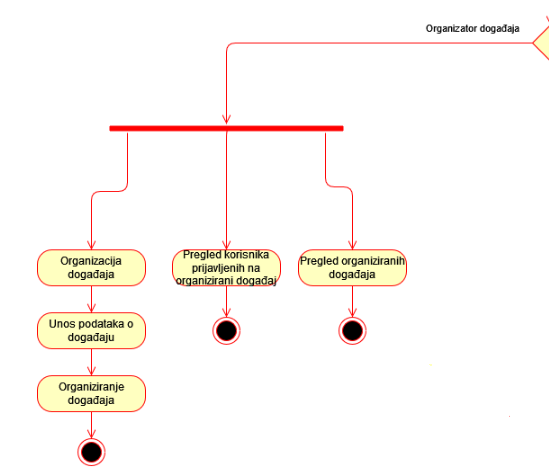 Organizator događaja
Organizacija
događaja
Pregled korisnika
prijavljenih na
organizirani događaj
Pregled organiziranih
događaja
Unos podataka o
događaju
Organiziranje
događaja